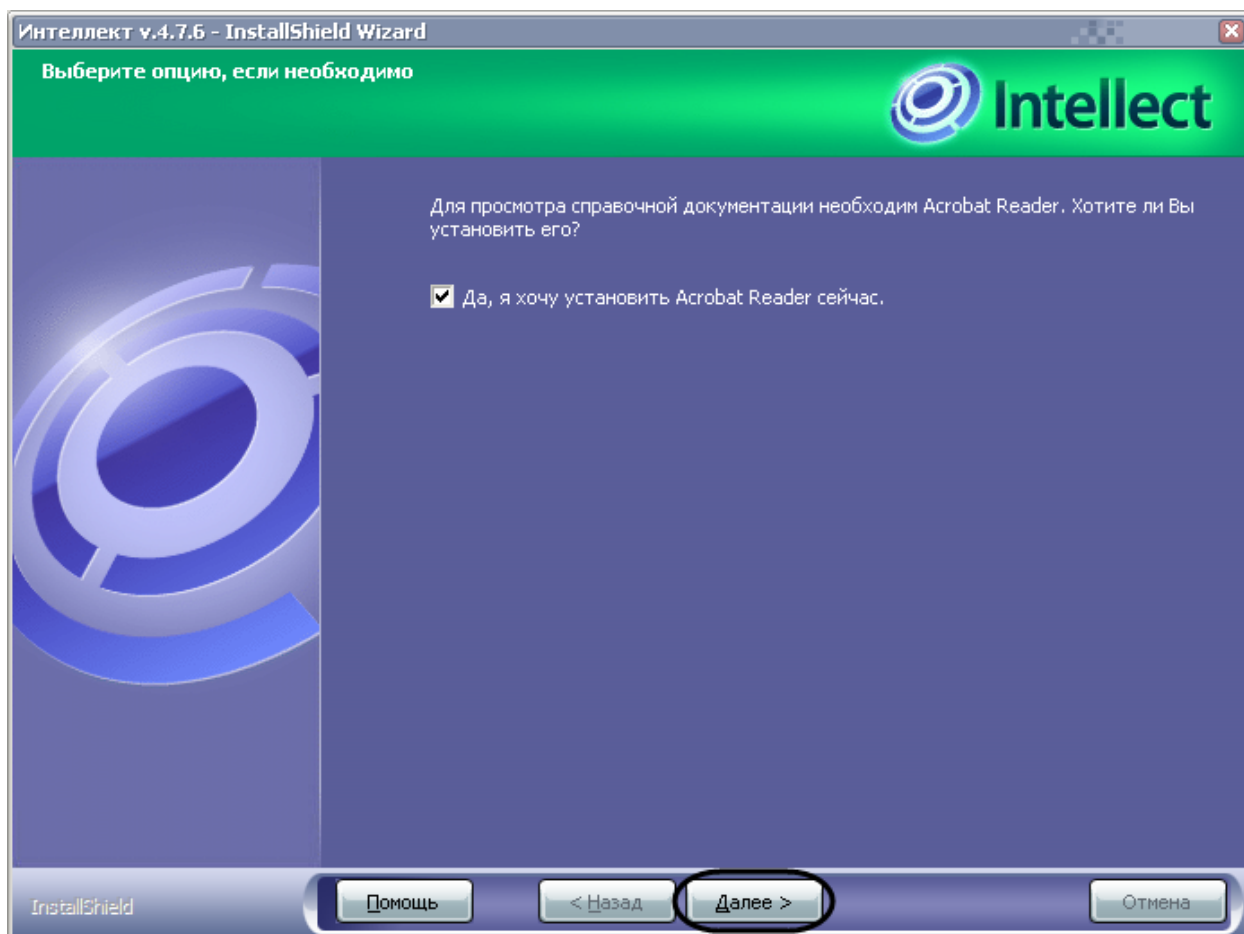 Интеллект v.4.7.6 - InstallShield Wizard
Выберите опцию, если необходимо
Intellect
Для просмотра справочной документации необходим Acrobat Reader. Хотите ли Вы
установить его?
Да, я хочу установить Acrobat Reader сейчас.
InstallShield
Помощь
< Назад
Далее >
Отмена